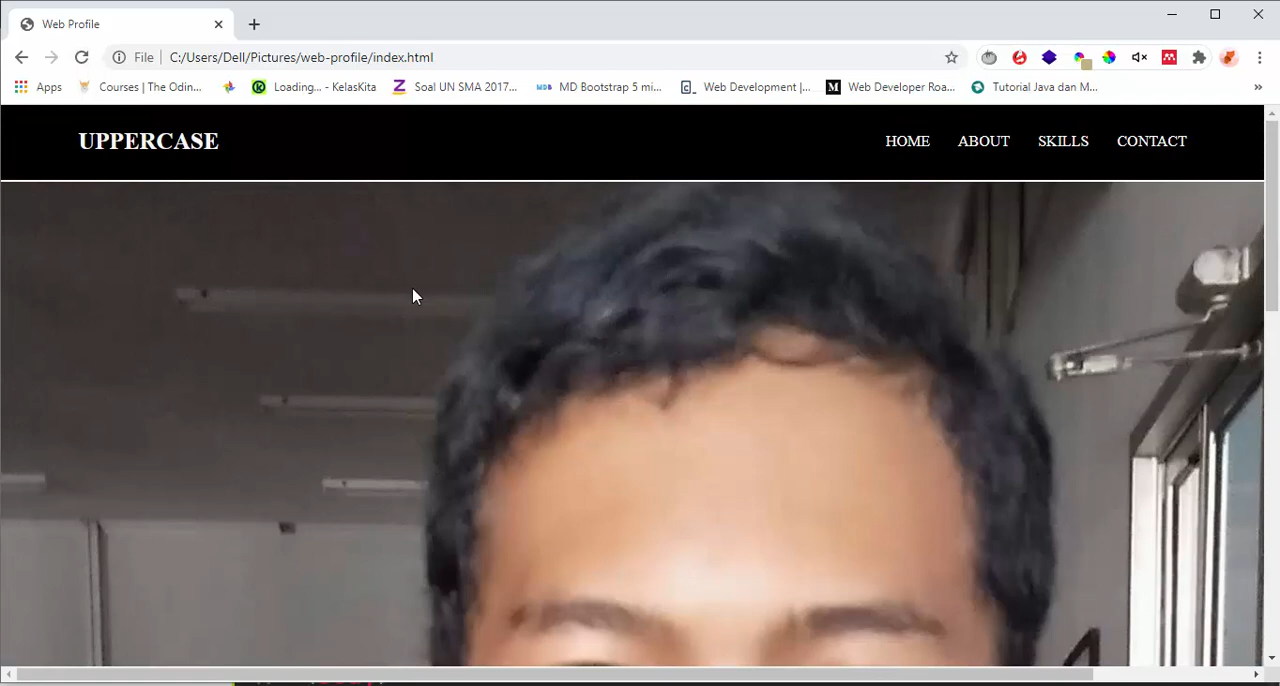 Web Profile
File
C:/Users/Dell/Pictures/web-profile/index.html
Apps
Courses | The Odin...
Loading... - KelasKita
Soal UN SMA 2017...
MDB
MD Bootstrap 5 mi...
Web Development |...
M
Web Developer Roa...
Tutorial Java dan M...
UPPERCASE
HOME
ABOUT
SKILLS
CONTACT